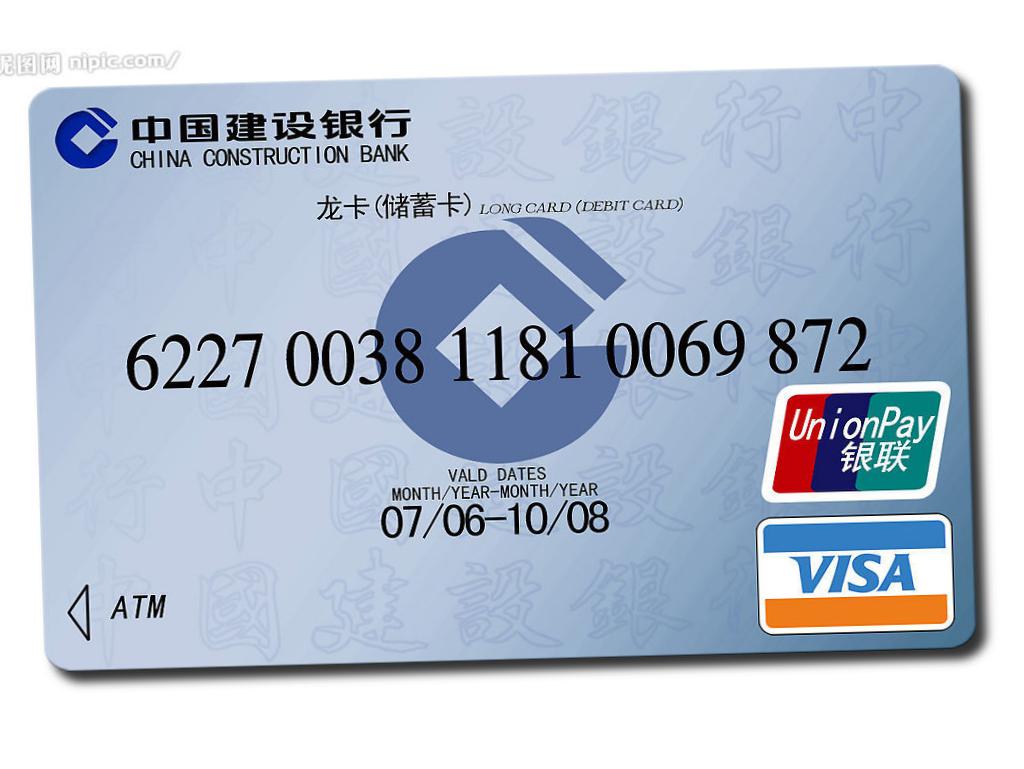 昵图网 nipic.com/
中国建设银行
CHINA CONSTRUCTION BANK
龙卡(储蓄卡) LONG CARD (DEBIT CARD)
6227 0038 1181 0069 872
UnionPay
银联
VALD DATES
MONTH/YEAR-MONTH/YEAR
07/06-10/08
VISA
ATM